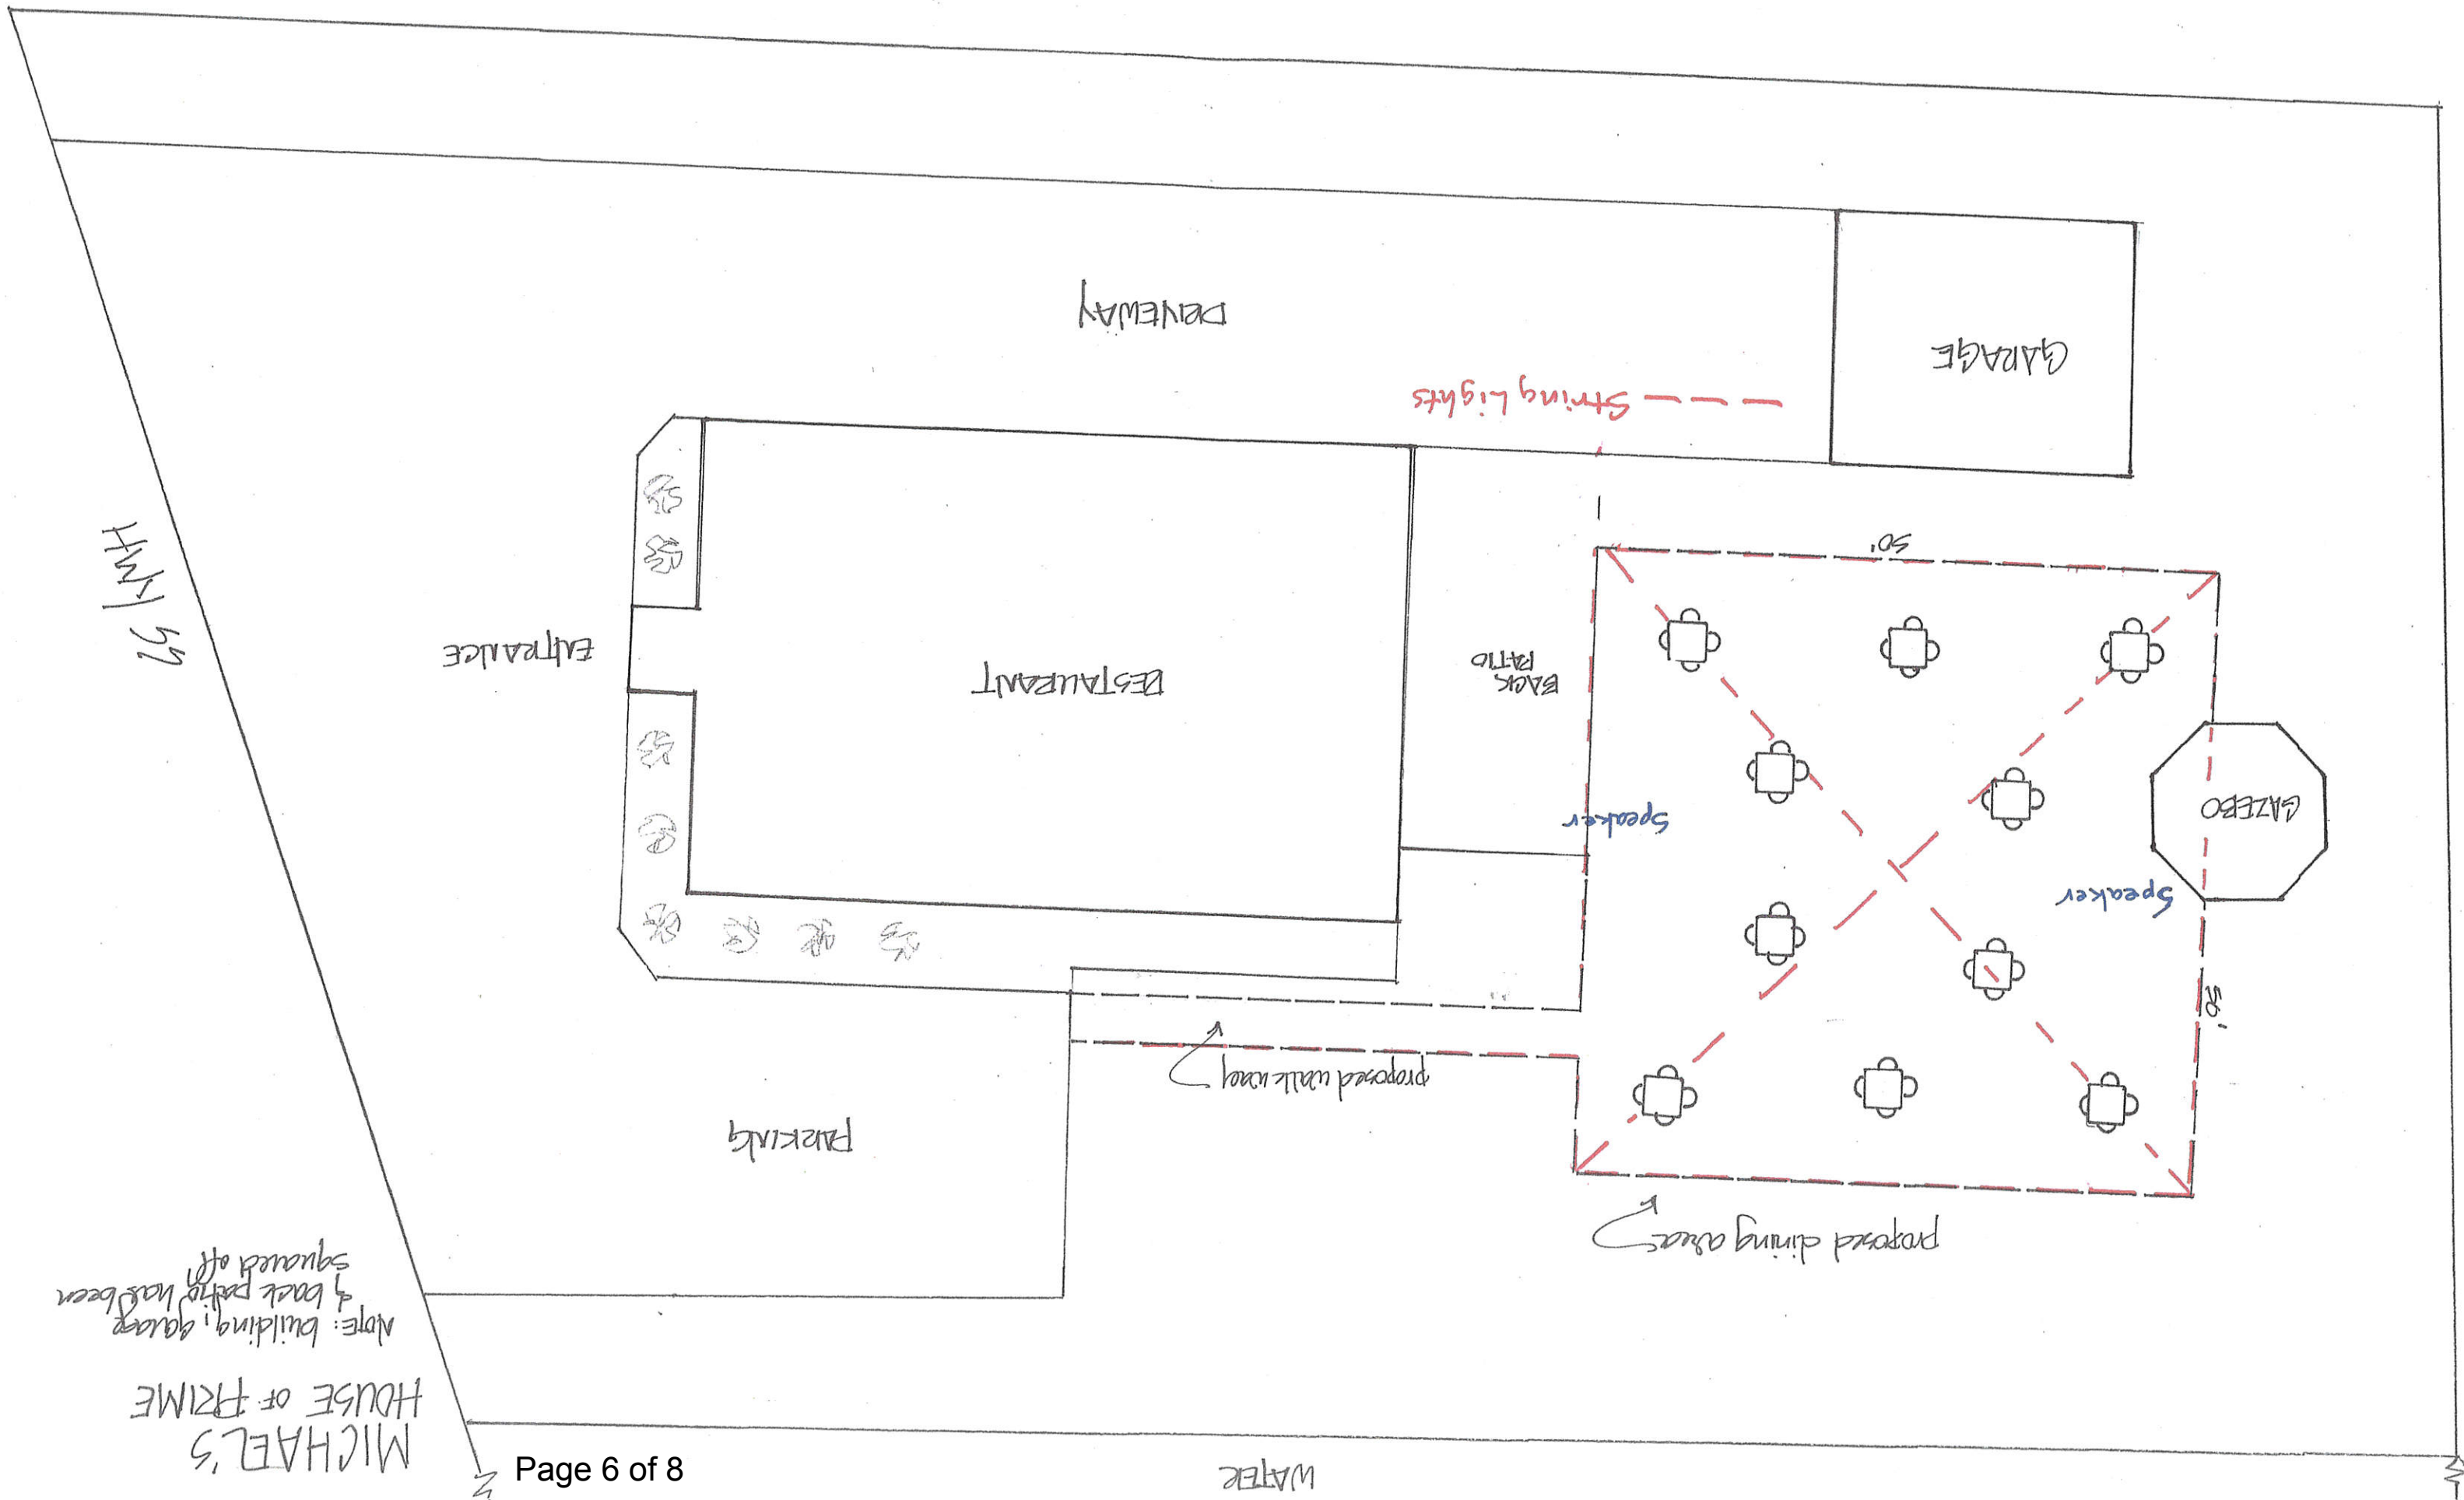 WATER
Page 6 of 8
MICHAEL'S
HOUSE OF PRIME
NOTE: building, garage
& back patio has been
squared off
proposed dining area
PARKING
proposed walkway
50'
Speaker
Speaker
GAZEBO
BACK
PATIO
RESTAURANT
ENTRANCE
HWY 57
50'
String Lights
GARAGE
DRIVEWAY